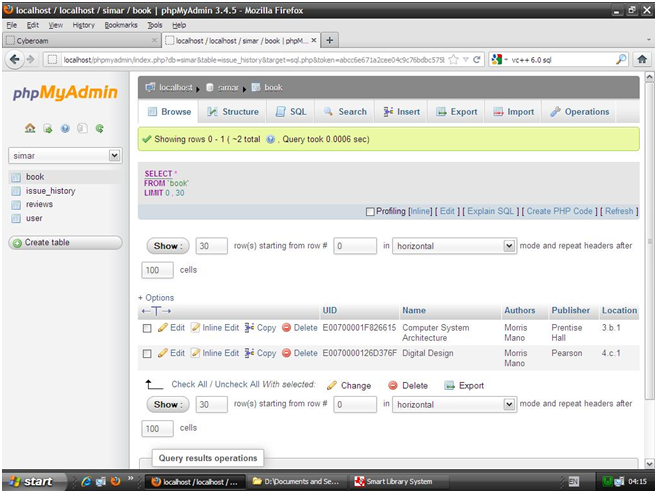 localhost / localhost / simar / book | phpMyAdmin 3.4.5 - Mozilla Firefox
File Edit View History Bookmarks Tools Help
Cyberoam
localhost / localhost / simar / book | phpM...
localhost/phpmyadmin/index.php?db=simar&table=issue_history&target=sql.php&token=
vc++ 6.0 sql
phpMyAdmin
simar
book
issue_history
reviews
user
Create table
localhost simar book
Browse Structure SQL Search Insert Export Import Operations
Showing rows 0 - 1 ( ~2 total , Query took 0.0006 sec)
SELECT *
FROM `book`
LIMIT 0 , 30
Profiling [Inline] [ Edit ] [ Explain SQL ] [ Create PHP Code ] [ Refresh ]
Show : 30 row(s) starting from row # 0 in horizontal mode and repeat headers after
100 cells
+ Options
←T→ UID Name Authors Publisher Location
Edit Inline Edit Copy Delete E00700001F826615 Computer System Architecture Morris Mano Prentise Hall 3.b.1
Edit Inline Edit Copy Delete E0070000126D376F Digital Design Morris Mano Pearson 4.c.1
Check All / Uncheck All With selected: Change Delete Export
Show : 30 row(s) starting from row # 0 in horizontal mode and repeat headers after
100 cells
Query results operations
start
localhost / localhost / ...
D:\Documents and Se...
Smart Library System
EN
04:15